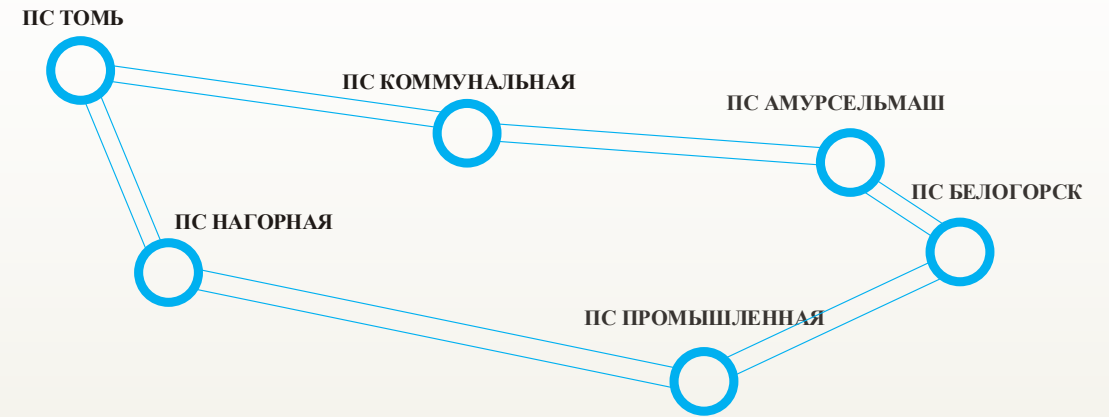 ПС ТОМЬ
ПС КОММУНАЛЬНАЯ
ПС АМУРСЕЛЬМАШ
ПС БЕЛОГОРСК
ПС НАГОРНАЯ
ПС ПРОМЫШЛЕННАЯ